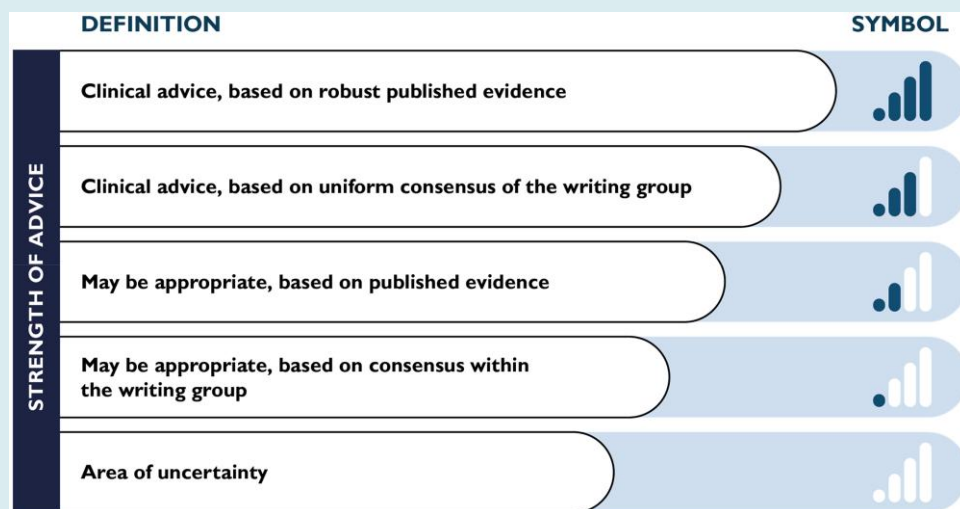 DEFINITION
SYMBOL
STRENGTH OF ADVICE
Clinical advice, based on robust published evidence
Clinical advice, based on uniform consensus of the writing group
May be appropriate, based on published evidence
May be appropriate, based on consensus within
the writing group
Area of uncertainty